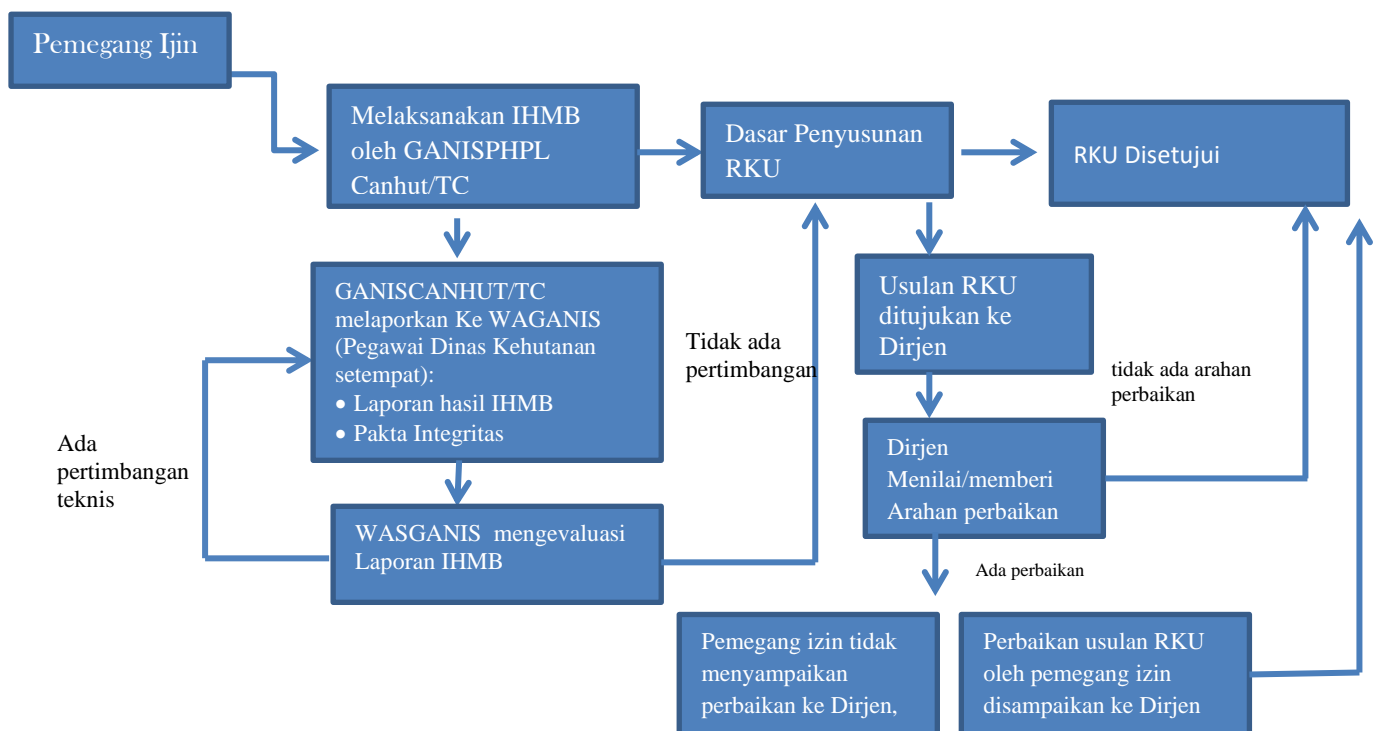 Pemegang Ijin
Melaksanakan IHMB
oleh GANISPHPL
Canhut/TC
Dasar Penyusunan
RKU
RKU Disetujui
GANISCANHUT/TC
melaporkan Ke WAGANIS
(Pegawai Dinas Kehutanan
setempat):
• Laporan hasil IHMB
• Pakta Integritas
Usulan RKU
ditujukan ke
Dirjen
Tidak ada
pertimbangan
tidak ada arahan
perbaikan
Ada
pertimbangan
teknis
Dirjen
Menilai/memberi
Arahan perbaikan
WASGANIS mengevaluasi
Laporan IHMB
Ada perbaikan
Pemegang izin tidak
menyampaikan
perbaikan ke Dirjen,
Perbaikan usulan RKU
oleh pemegang izin
disampaikan ke Dirjen